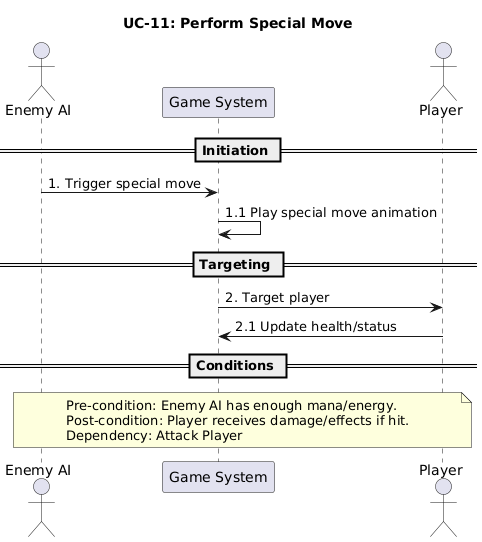 UC-11: Perform Special Move
Enemy AI
Game System
Player
Initiation
1. Trigger special move
1.1 Play special move animation
Targeting
2. Target player
2.1 Update health/status
Conditions
Pre-condition: Enemy AI has enough mana/energy.
Post-condition: Player receives damage/effects if hit.
Dependency: Attack Player
Enemy AI
Game System
Player